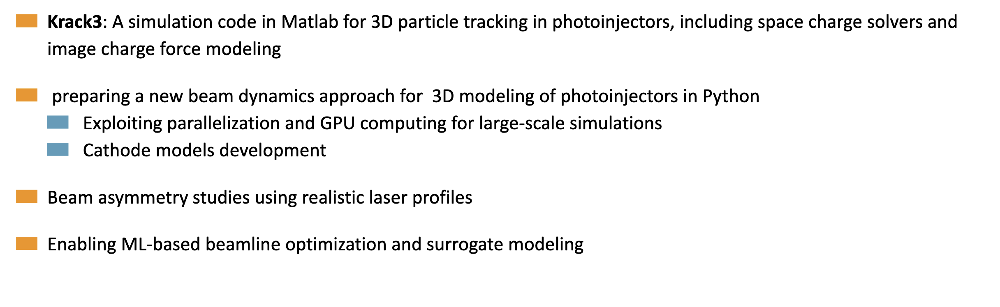 Krack3: A simulation code in Matlab for 3D particle tracking in photoinjectors, including space charge solvers and
image charge force modeling
preparing a new beam dynamics approach for  3D modeling of photoinjectors in Python
Exploiting parallelization and GPU computing for large-scale simulations
Cathode models development
Beam asymmetry studies using realistic laser profiles
Enabling ML-based beamline optimization and surrogate modeling